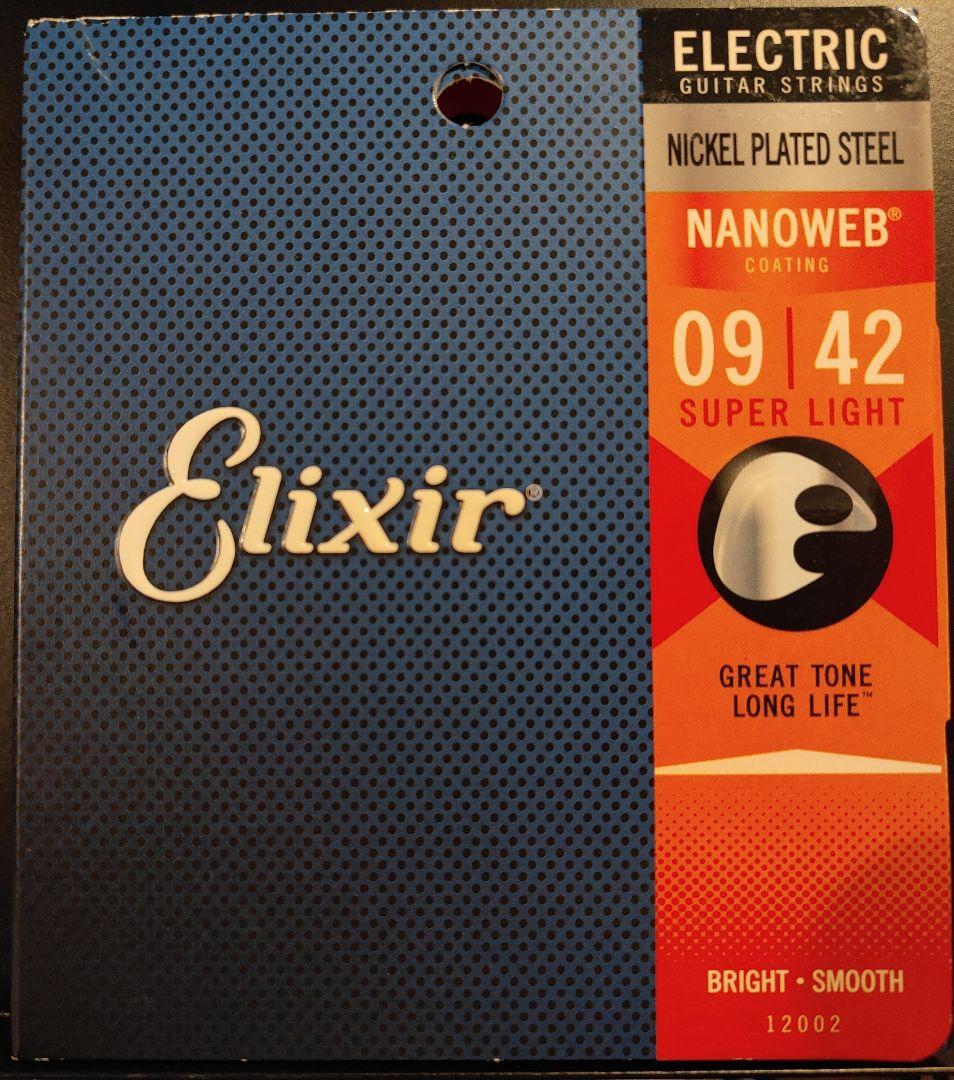 ELECTRIC
GUITAR STRINGS
NICKEL PLATED STEEL
NANOWEB®
COATING
09 | 42
SUPER LIGHT
Elixir®
GREAT TONE
LONG LIFE™
BRIGHT • SMOOTH
12002